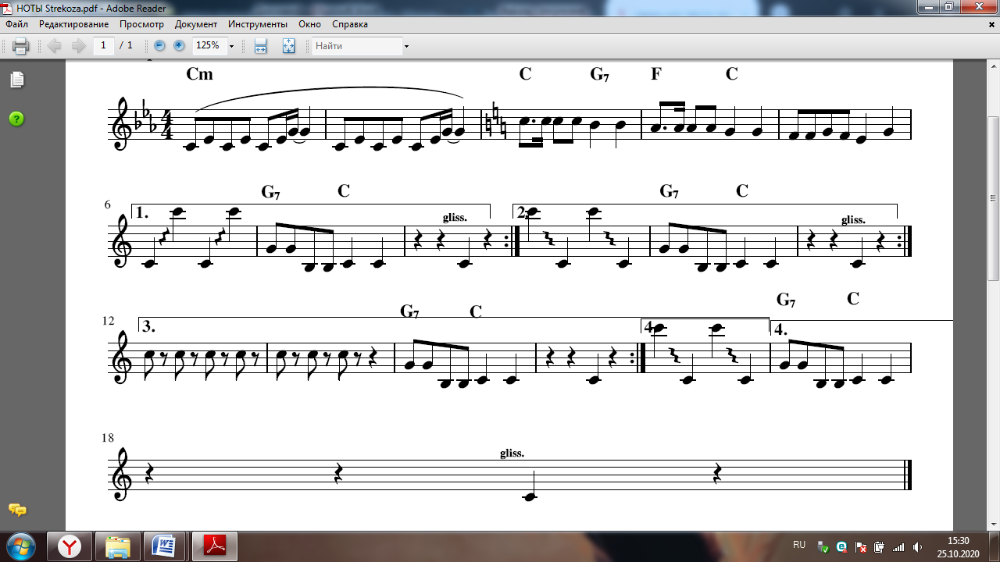 НОТЫ Strekoza.pdf - Adobe Reader
Файл Редактирование Просмотр Документ Инструменты Окно Справка
1 / 1 125% Найти
Cm C G7 F C
4
4
6 1. G7 C gliss. 2. G7 C gliss.
12 3. G7 C 4. 4. G7 C
18 gliss.
RU 15:30
25.10.2020